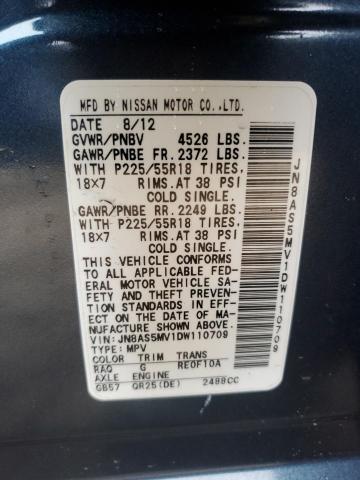 MFD BY NISSAN MOTOR CO.,LTD.
DATE 8/12
GVWR/PNBV 4526 LBS.
GAWR/PNBE FR. 2372 LBS.
WITH P225/55R18 TIRES,
18X7 RIMS.AT 38 PSI
COLD SINGLE.
GAWR/PNBE RR. 2249 LBS.
WITH P225/55R18 TIRES,
18X7 RIMS.AT 38 PSI
COLD SINGLE.
THIS VEHICLE CONFORMS
TO ALL APPLICABLE FED-
ERAL MOTOR VEHICLE SA-
FETY AND THEFT PREVEN-
TION STANDARDS IN EFF-
ECT ON THE DATE OF MA-
NUFACTURE SHOWN ABOVE.
VIN: JN8AS5MV1DW110709
TYPE: MPV
COLOR TRIM TRANS
RAQ G RE0F10A
AXLE ENGINE
GB57 QR25(DE) 2488CC
JN8AS5MV1DW110709